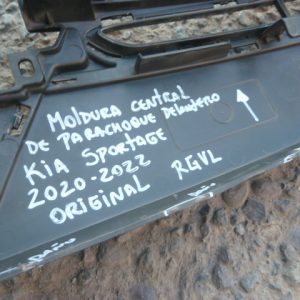 MOLDURA CENTRAL
DE PARACHOQUE Delantero
KIA SPORTAGE
2020-2022
ORIGINAL RGVL